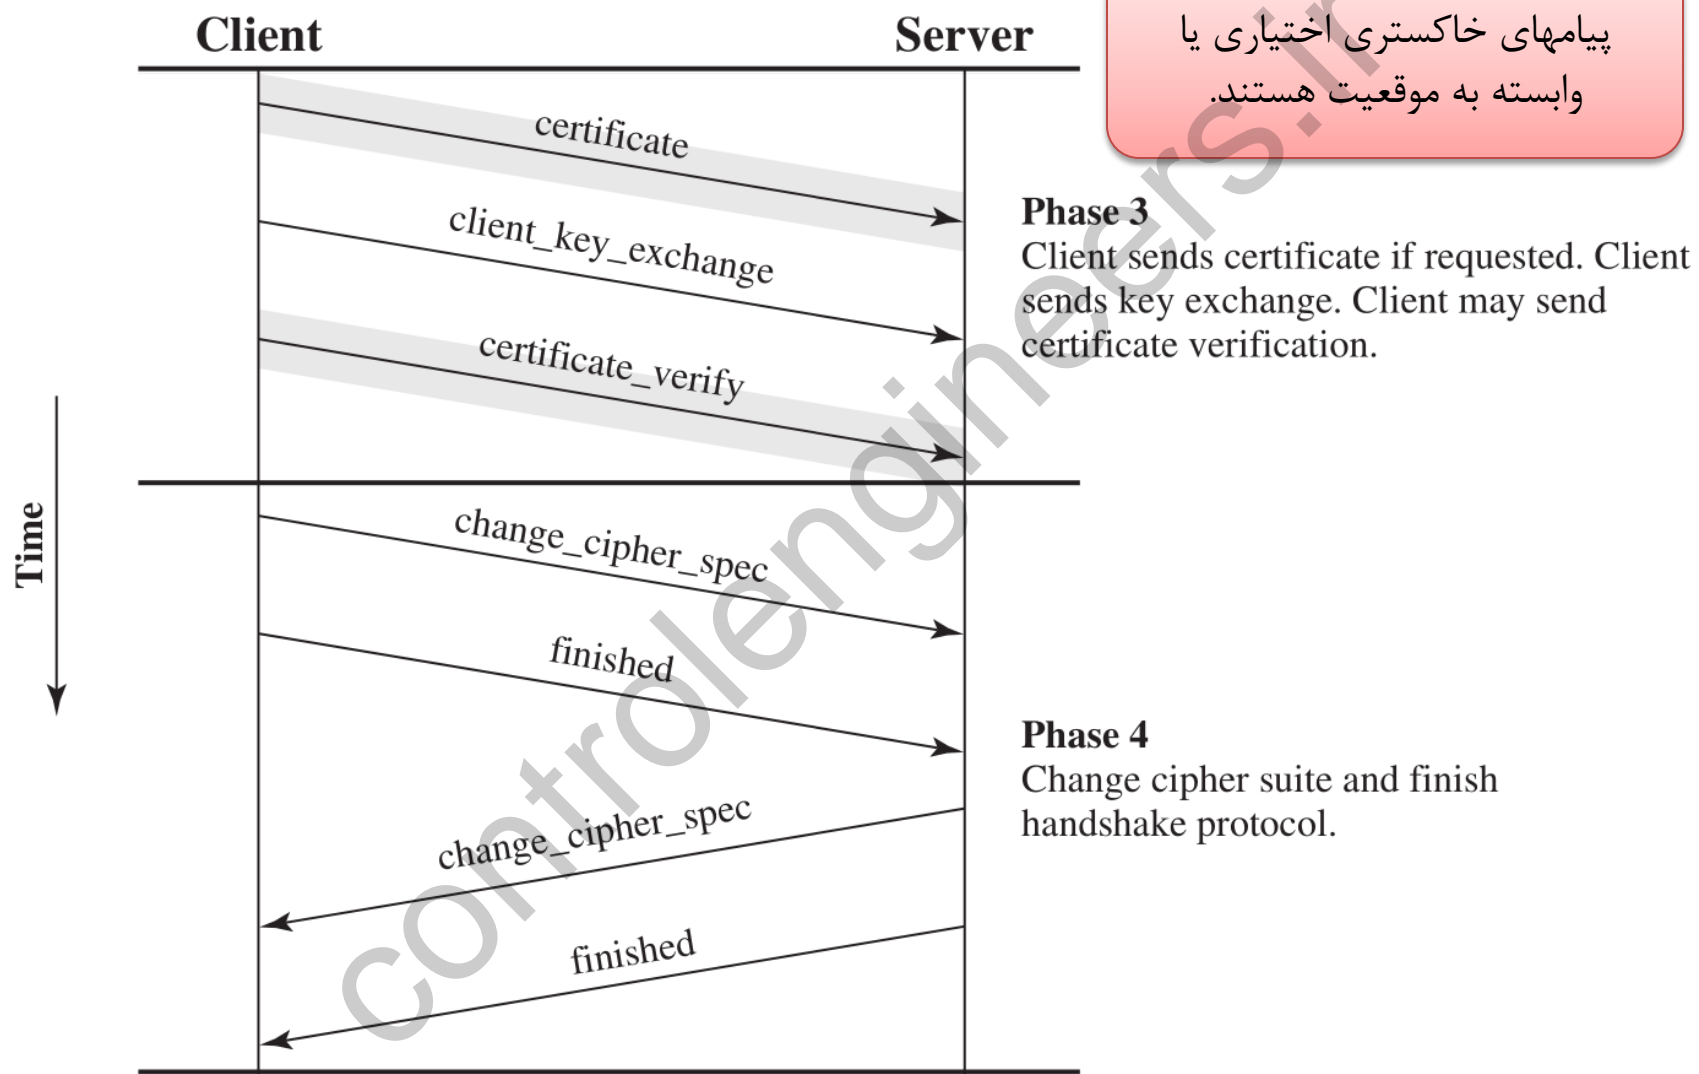 Client
Server
پیامهای خاکستری اختیاری یا
وابسته به موقعیت هستند.
certificate
client_key_exchange
certificate_verify
Phase 3
Client sends certificate if requested. Client
sends key exchange. Client may send
certificate verification.
Time
change_cipher_spec
finished
change_cipher_spec
finished
Phase 4
Change cipher suite and finish
handshake protocol.
controlengineers.ir